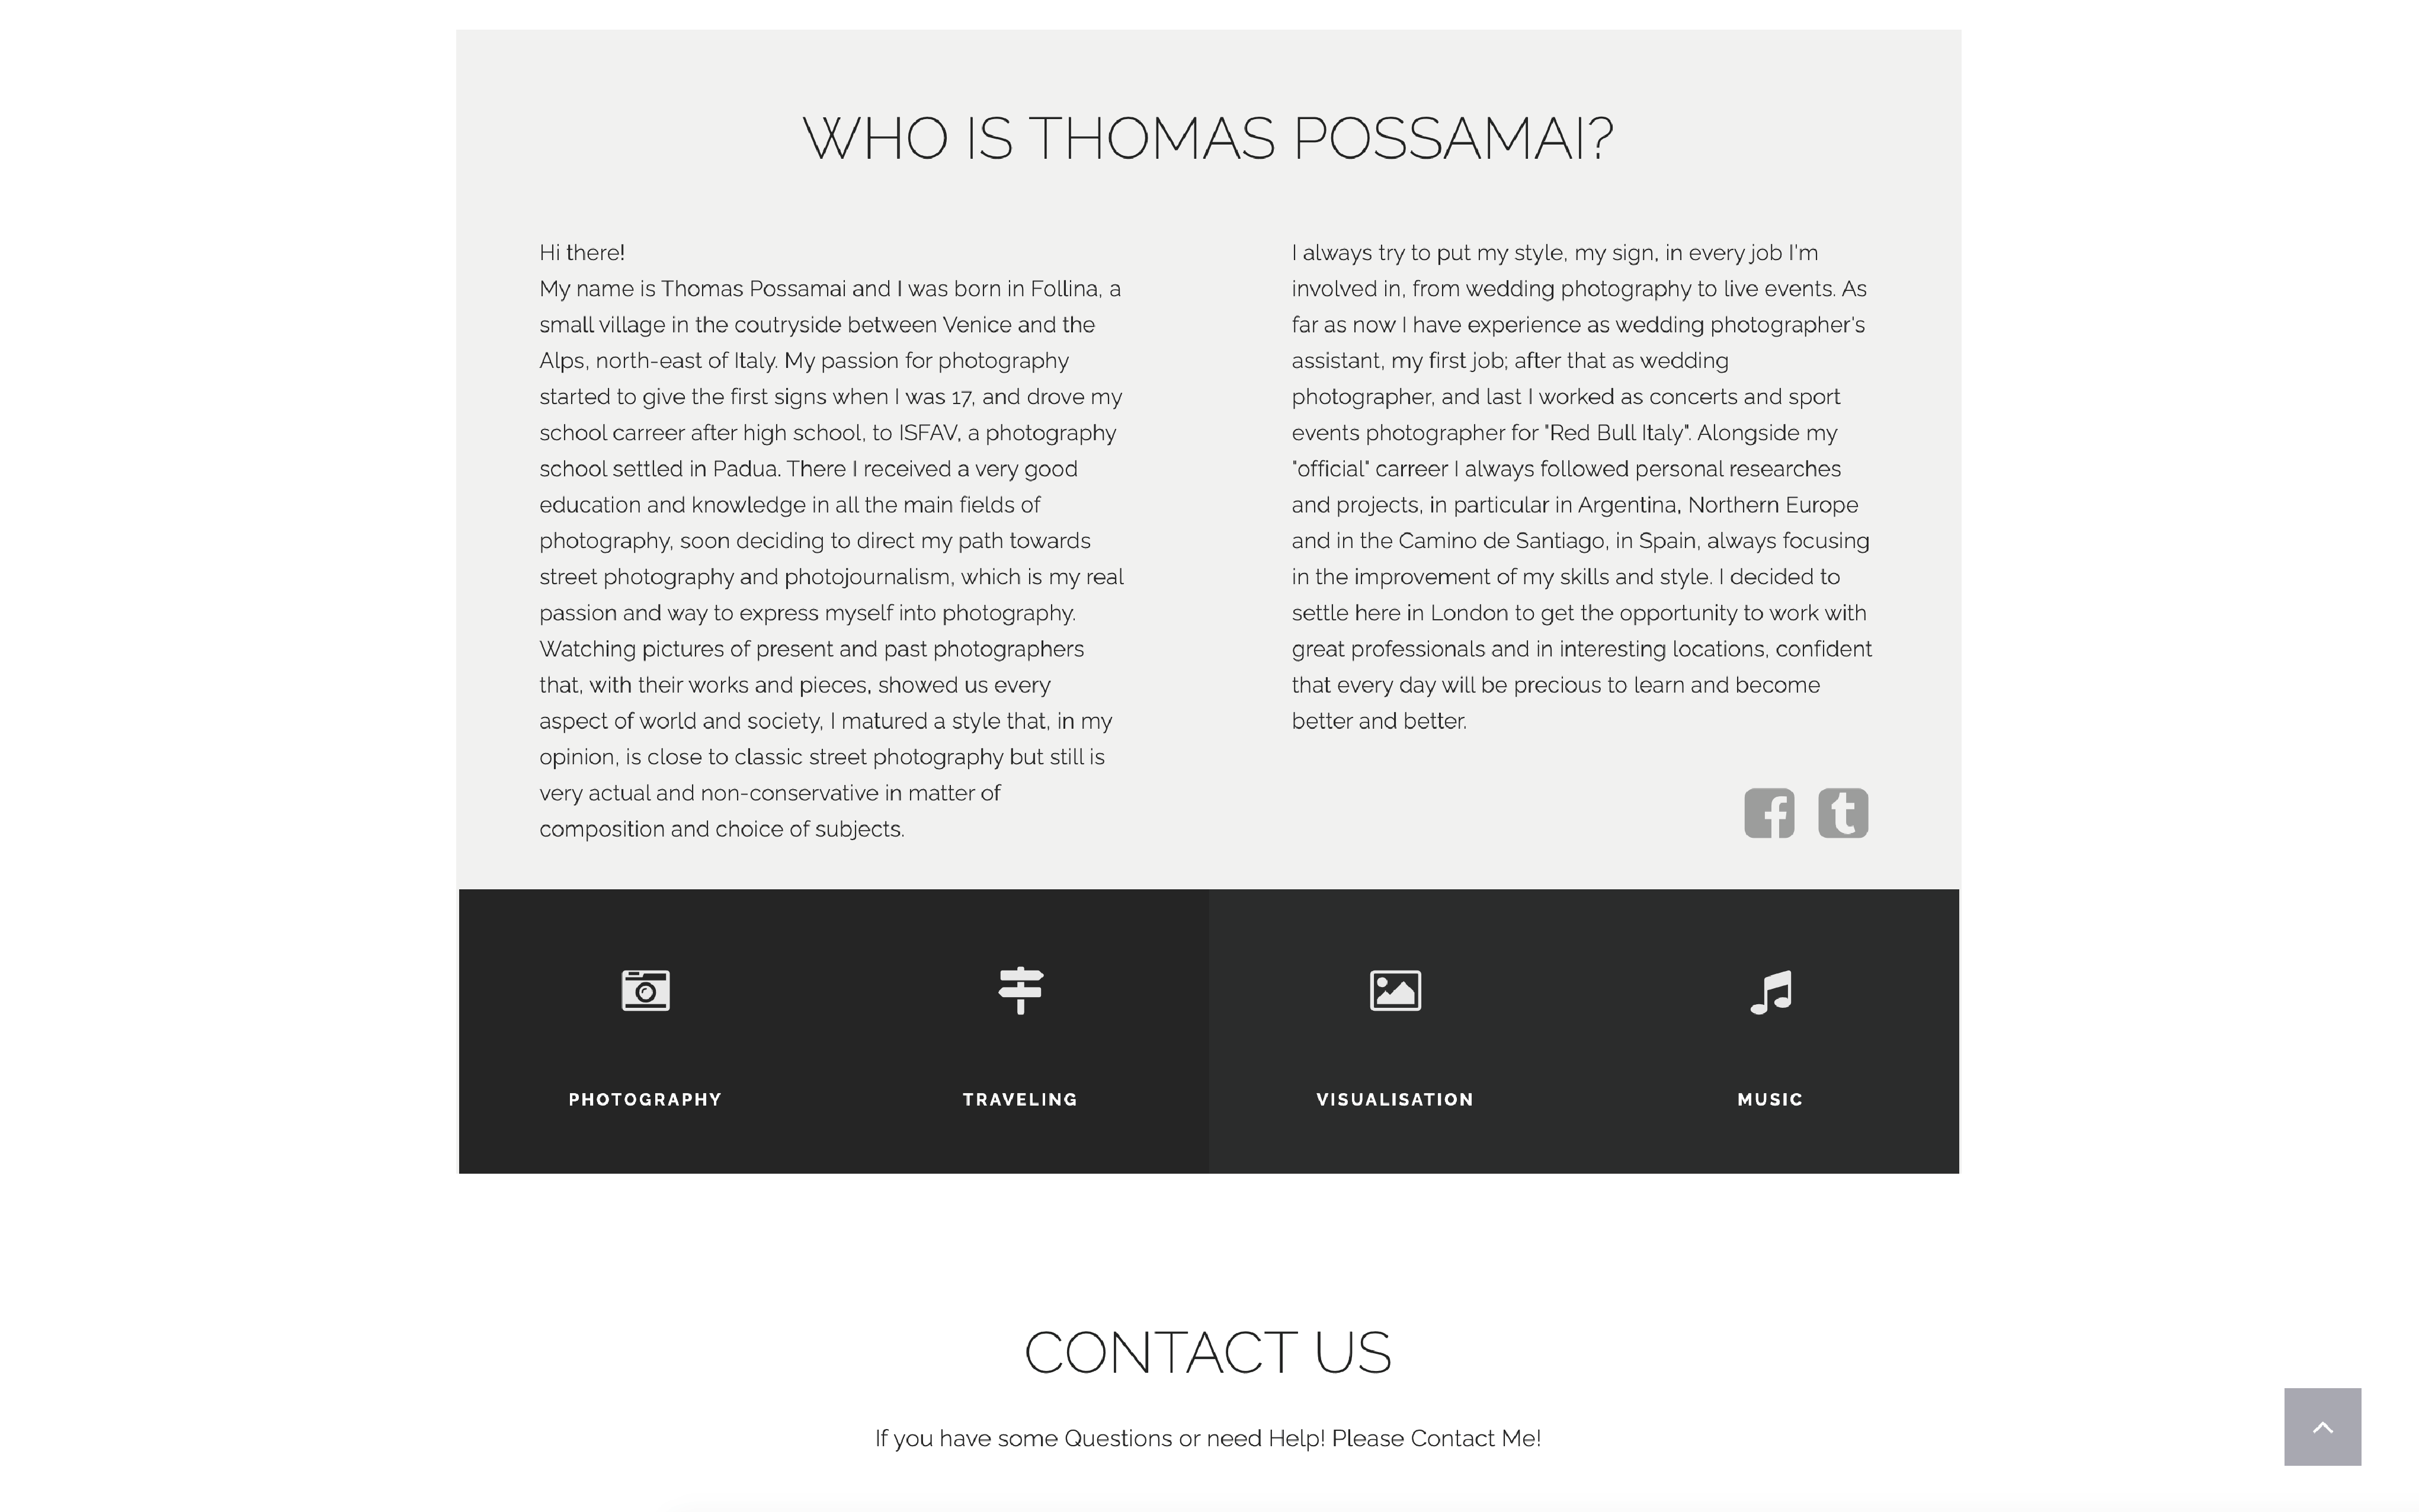 WHO IS THOMAS POSSAMAI?
Hi there!
My name is Thomas Possamai and I was born in Follina, a
small village in the coutryside between Venice and the
Alps, north-east of Italy. My passion for photography
started to give the first signs when I was 17, and drove my
school carreer after high school, to ISFAV, a photography
school settled in Padua. There I received a very good
education and knowledge in all the main fields of
photography, soon deciding to direct my path towards
street photography and photojournalism, which is my real
passion and way to express myself into photography.
Watching pictures of present and past photographers
that, with their works and pieces, showed us every
aspect of world and society, I matured a style that, in my
opinion, is close to classic street photography but still is
very actual and non-conservative in matter of
composition and choice of subjects.
I always try to put my style, my sign, in every job I'm
involved in, from wedding photography to live events. As
far as now I have experience as wedding photographer's
assistant, my first job; after that as wedding
photographer, and last I worked as concerts and sport
events photographer for "Red Bull Italy". Alongside my
"official" carreer I always followed personal researches
and projects, in particular in Argentina, Northern Europe
and in the Camino de Santiago, in Spain, always focusing
in the improvement of my skills and style. I decided to
settle here in London to get the opportunity to work with
great professionals and in interesting locations, confident
that every day will be precious to learn and become
better and better.
PHOTOGRAPHY
TRAVELING
VISUALISATION
MUSIC
CONTACT US
If you have some Questions or need Help! Please Contact Me!